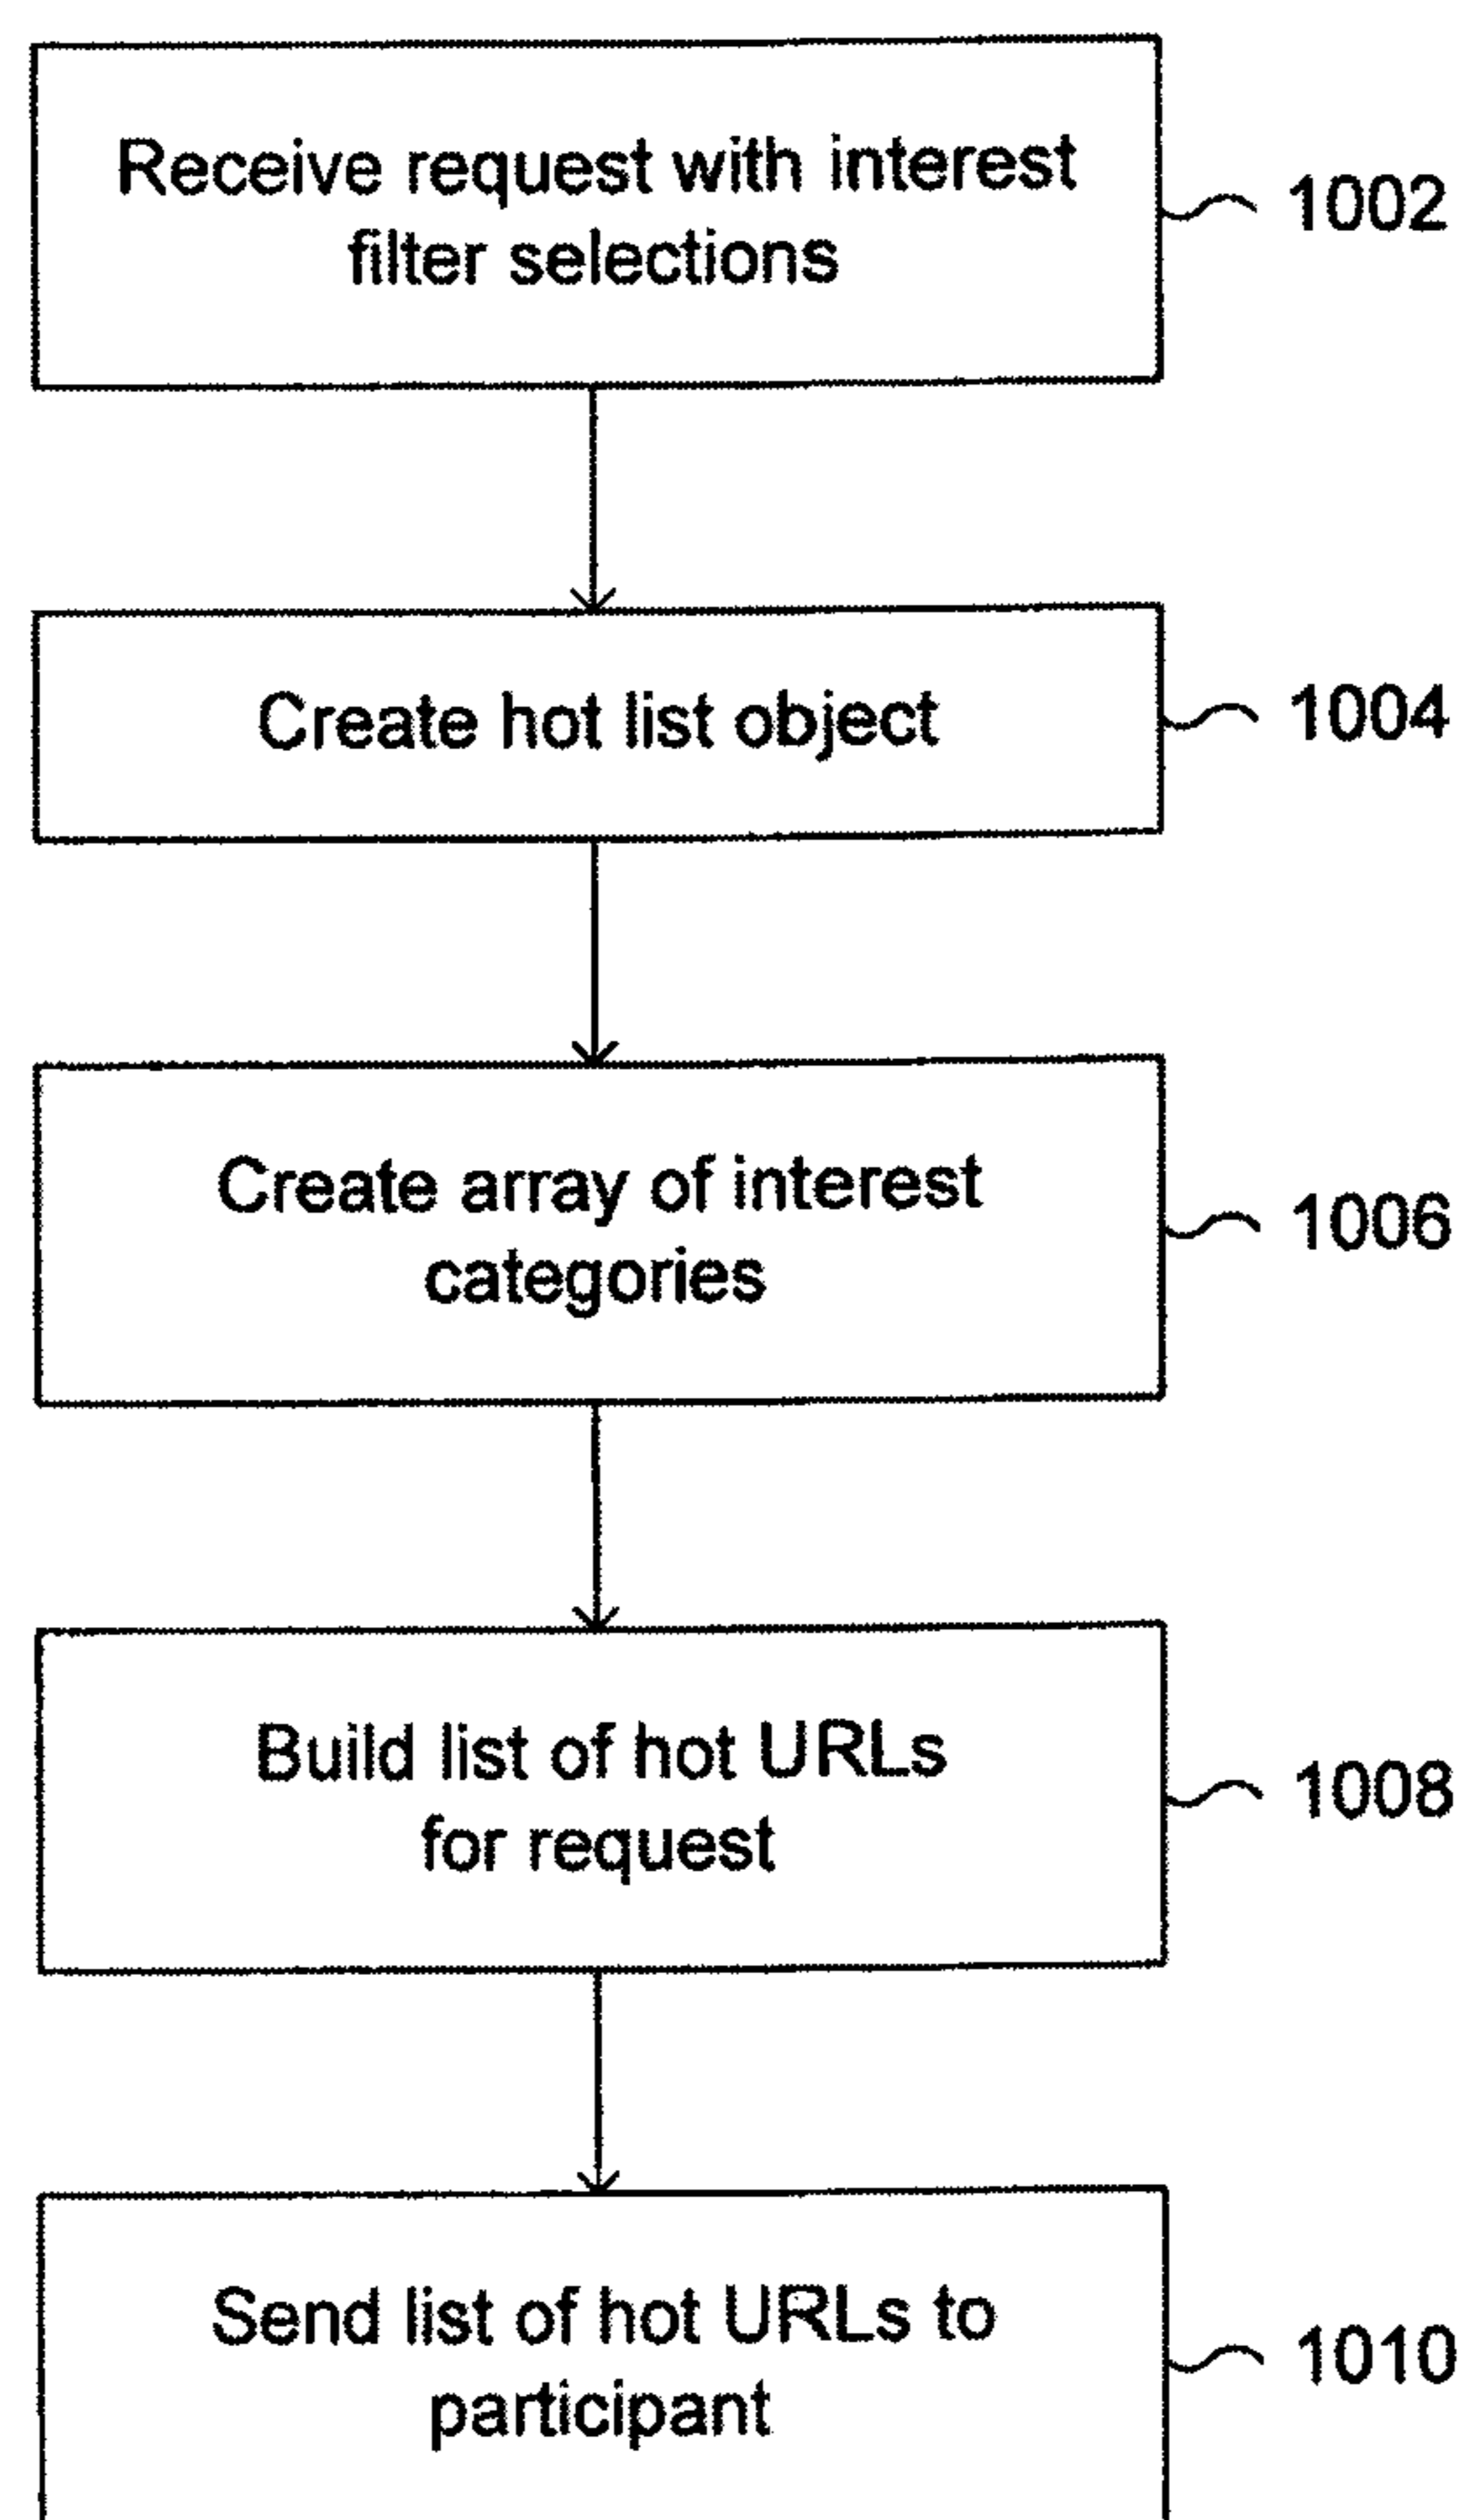 Receive request with interest
filter selections
1002
Create hot list object
1004
Create array of interest
categories
1006
Build list of hot URLs
for request
1008
Send list of hot URLs to
participant
1010